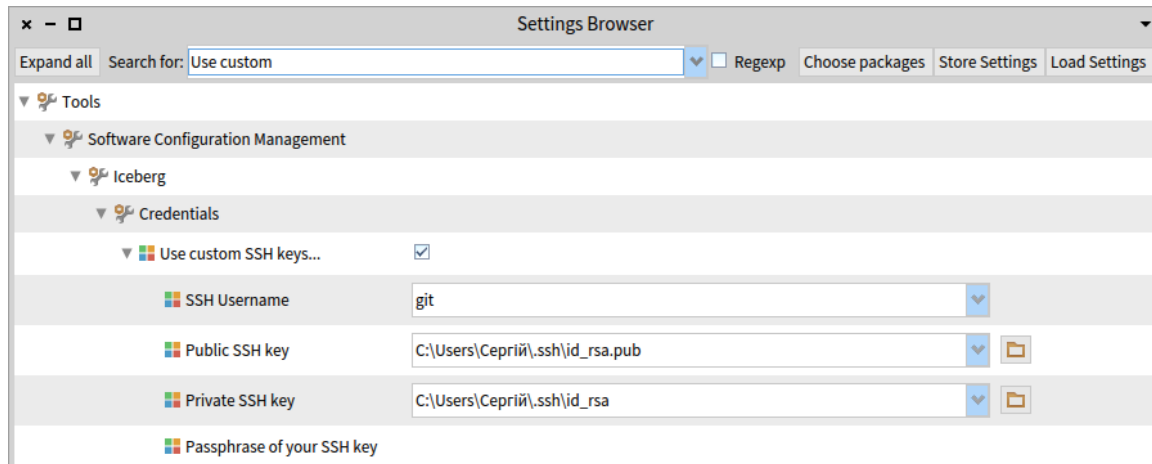 Settings Browser
Expand all Search for: Use custom Regexp Choose packages Store Settings Load Settings
Tools
Software Configuration Management
Iceberg
Credentials
Use custom SSH keys...
SSH Username git
Public SSH key C:\Users\Сергій\.ssh\id_rsa.pub
Private SSH key C:\Users\Сергій\.ssh\id_rsa
Passphrase of your SSH key